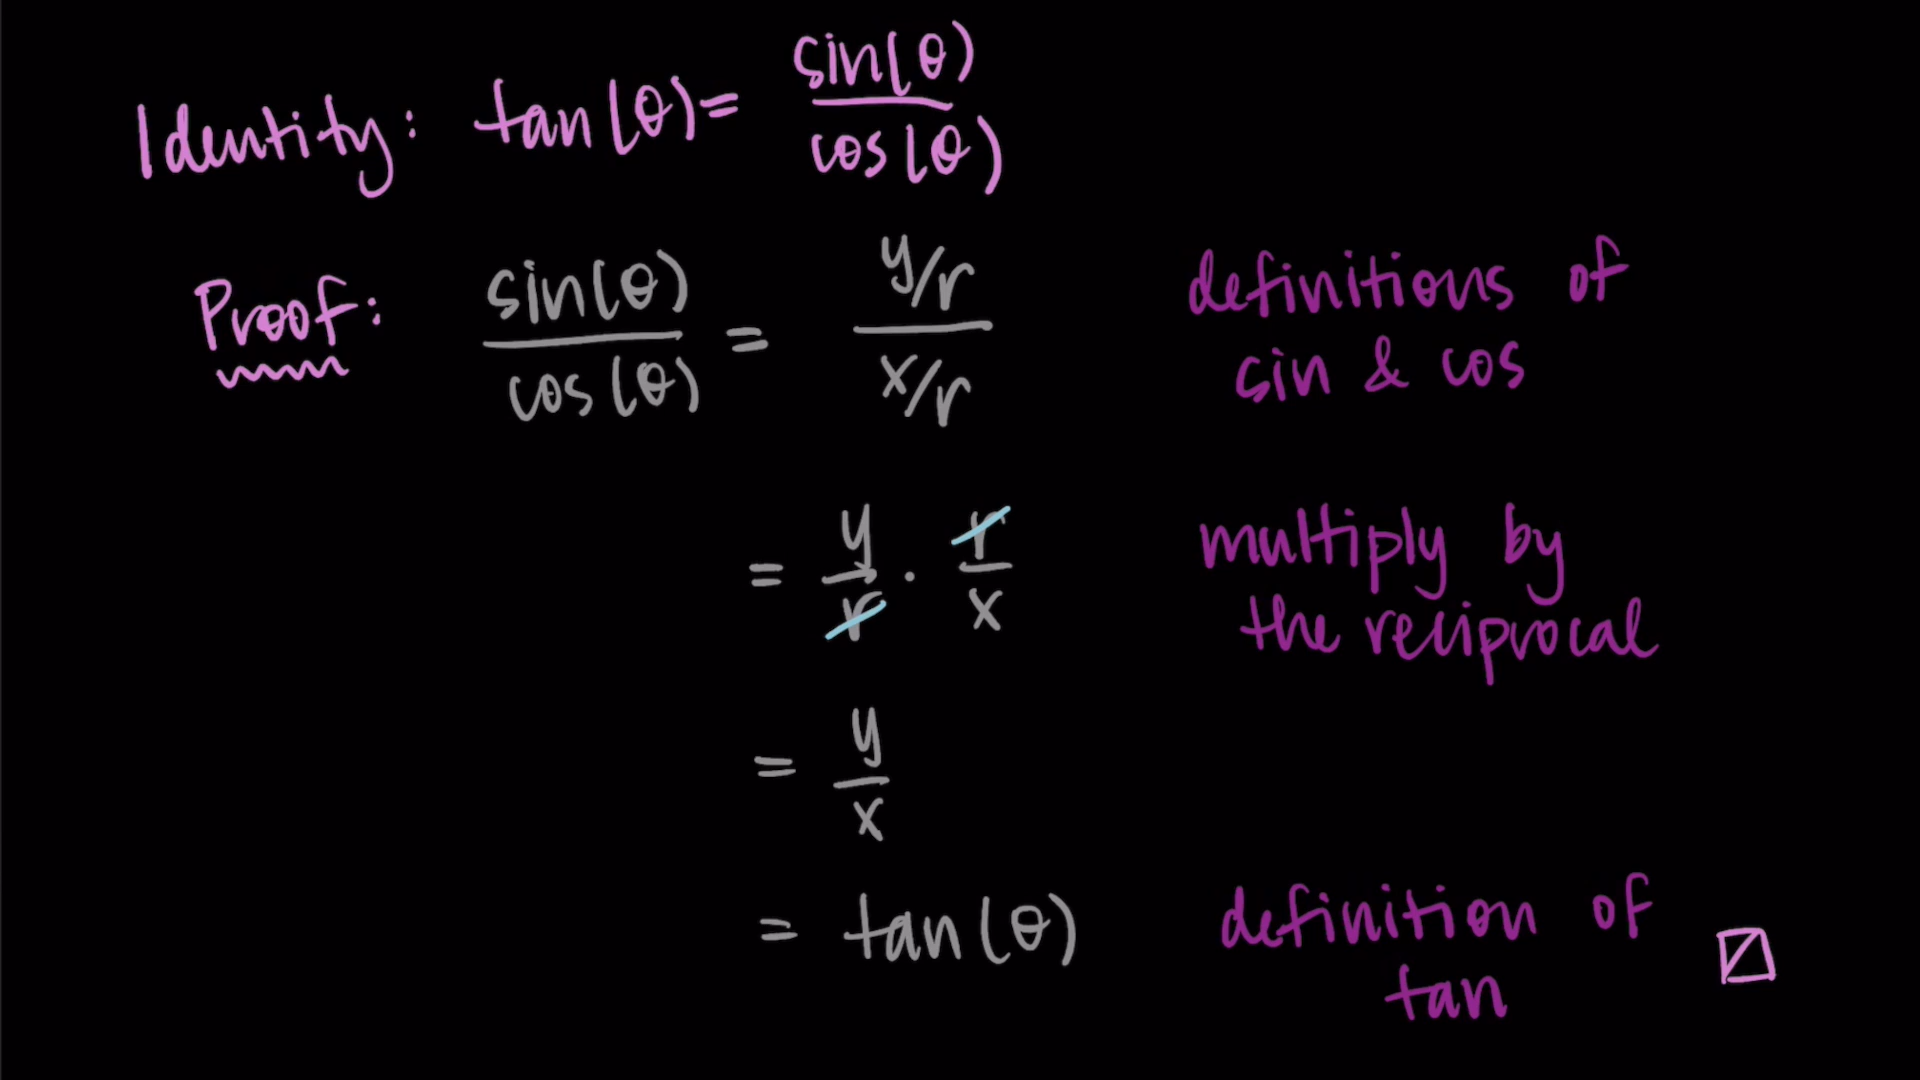 Identity: tan(θ) = sin(θ)/cos(θ)
Proof: sin(θ)/cos(θ) = (y/r)/(x/r) definitions of
sin & cos
= y/r · r/x multiply by
the reciprocal
= y/x
= tan(θ) definition of
tan